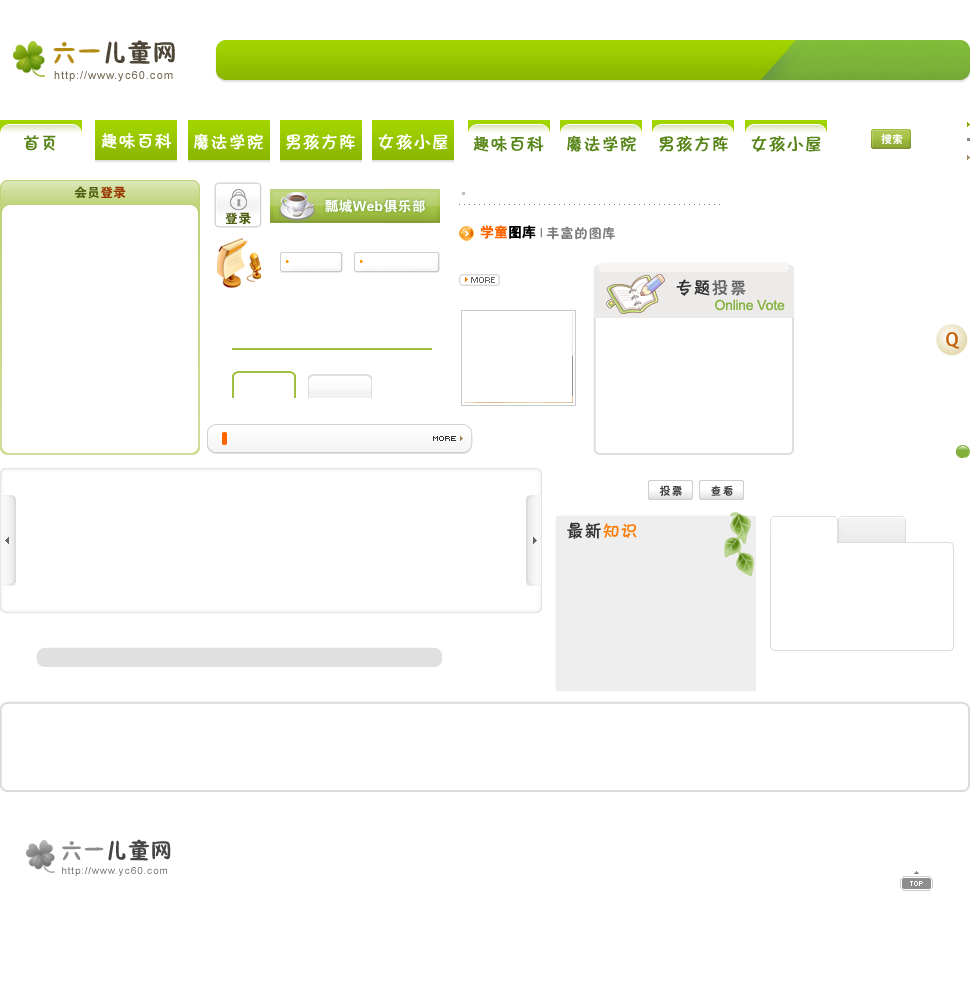 六一儿童网
http://www.yc60.com
首页
趣味百科
魔法学院
男孩方阵
女孩小屋
趣味百科
魔法学院
男孩方阵
女孩小屋
搜索
会员登录
登录
瓢城Web俱乐部
学童图库 | 丰富的图库
MORE
专题投票
Online Vote
Q
MORE
投票
查看
最新知识
六一儿童网
http://www.yc60.com
TOP